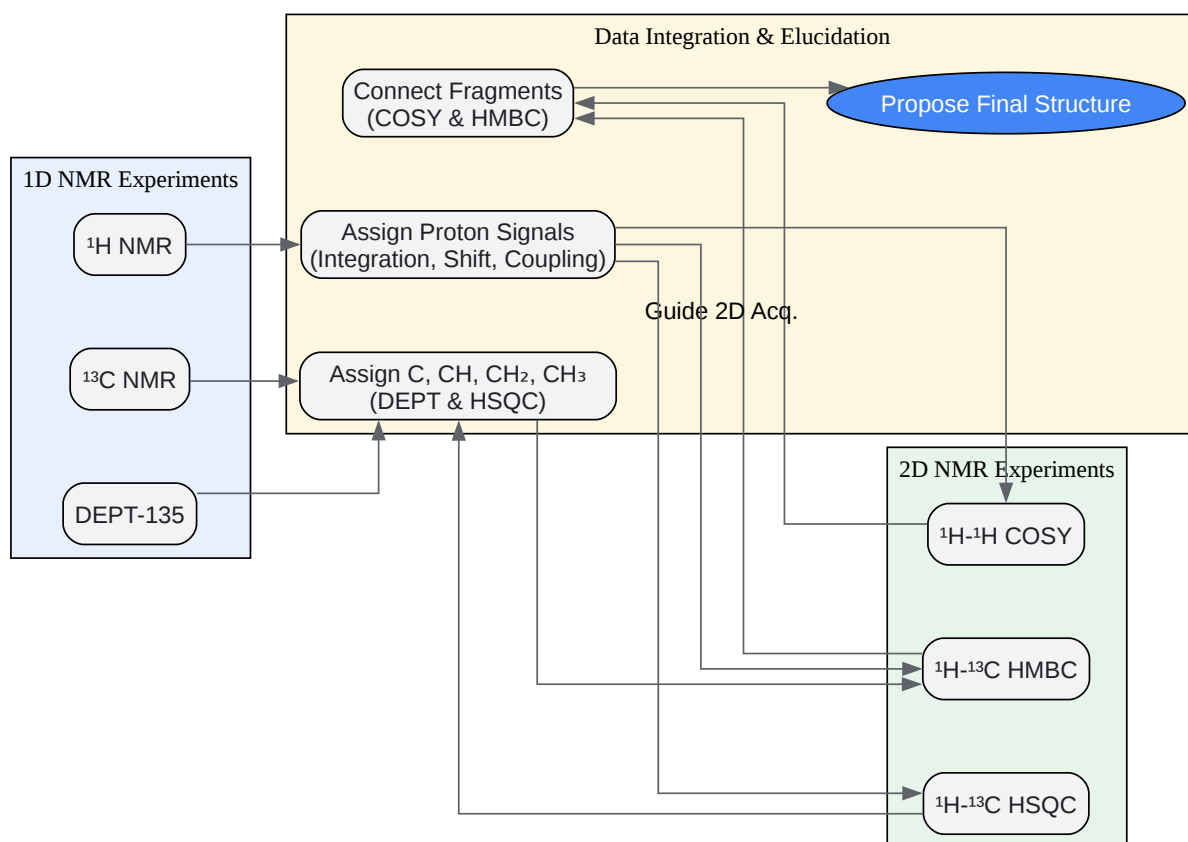 Data Integration & Elucidation
Connect Fragments
(COSY & HMBC)
Propose Final Structure
1D NMR Experiments
¹H NMR
Assign Proton Signals
(Integration, Shift, Coupling)
Guide 2D Acq.
¹³C NMR
Assign C, CH, CH₂, CH₃
(DEPT & HSQC)
DEPT-135
2D NMR Experiments
¹H-¹H COSY
¹H-¹³C HMBC
¹H-¹³C HSQC